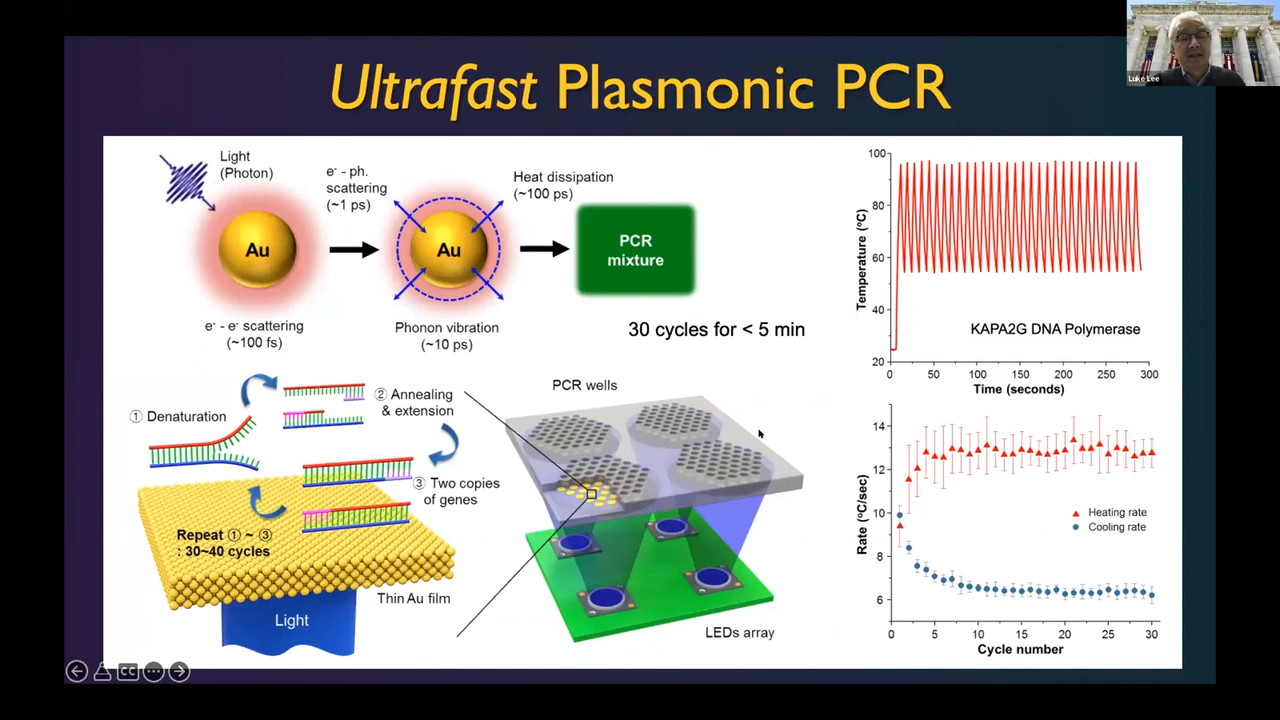 Ultrafast Plasmonic PCR
Luke Lee
Light
(Photon)
e- - ph.
scattering
(~1 ps)
Heat dissipation
(~100 ps)
Au
Au
PCR
mixture
e- - e- scattering
(~100 fs)
Phonon vibration
(~10 ps)
30 cycles for < 5 min
① Denaturation
② Annealing
& extension
③ Two copies
of genes
Repeat ① ~ ③
: 30~40 cycles
Thin Au film
Light
PCR wells
LEDs array
100
80
60
40
20
Temperature (oC)
KAPA2G DNA Polymerase
0
50
100
150
200
250
300
Time (seconds)
14
12
10
8
6
Rate (oC/sec)
Heating rate
Cooling rate
0
5
10
15
20
25
30
Cycle number
CC